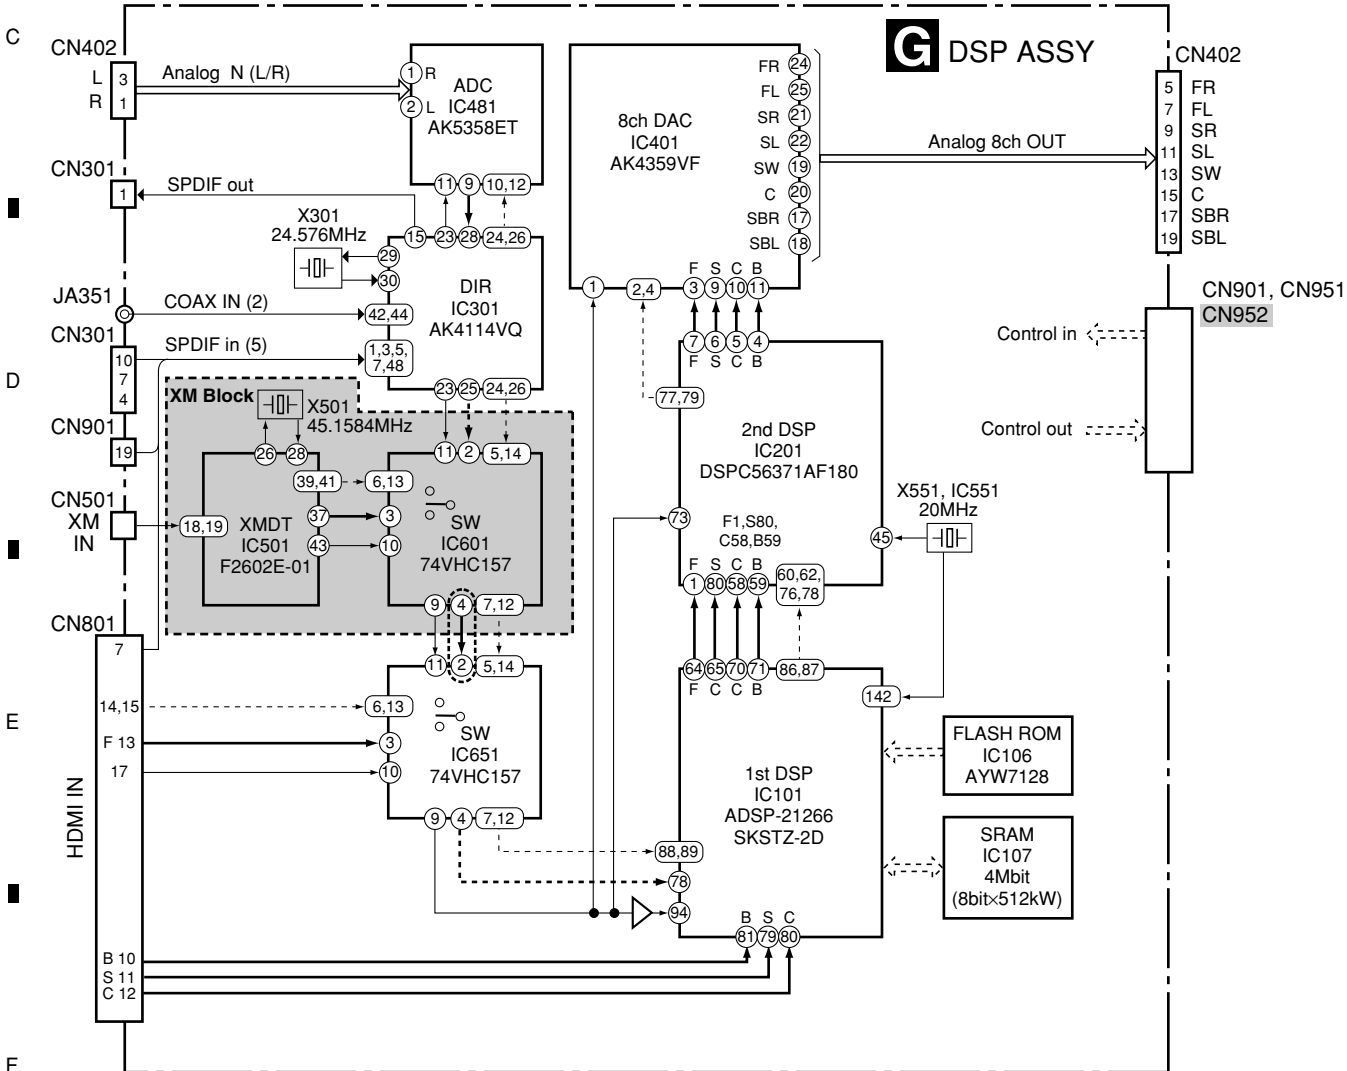 C
CN402
L 3
R 1
Analog N (L/R)
1 R
2 L
ADC
IC481
AK5358ET
11 9 10,12
8ch DAC
IC401
AK4359VF
FR 24
FL 25
SR 21
SL 22
SW 19
C 20
SBR 17
SBL 18
G DSP ASSY
Analog 8ch OUT
CN402
5 FR
7 FL
9 SR
11 SL
13 SW
15 C
17 SBR
19 SBL
CN301
1
SPDIF out
X301
24.576MHz
15 23 28 24,26
29
30
DIR
IC301
AK4114VQ
42,44
1,3,5,
7,48
23 25 24,26
JA351
COAX IN (2)
CN301
10
7
4
SPDIF in (5)
F S C B
1 2,4 3 9 10 11
7 6 5 4
F S C B
77,79
2nd DSP
IC201
DSPC56371AF180
73
F1,S80,
C58,B59
45
F S C B
1 80 58 59
60,62,
76,78
X551, IC551
20MHz
CN901, CN951
CN952
Control in
Control out
D
XM Block
X501
45.1584MHz
CN901
19
26 28
39,41
37
43
18,19
XMDT
IC501
F2602E-01
CN501
XM
IN
11 2 5,14
6,13
3
10
SW
IC601
74VHC157
9 4 7,12
CN801
7
14,15
F 13
17
HDMI IN
B 10
S 11
C 12
E
11 2 5,14
6,13
3
10
SW
IC651
74VHC157
9 4 7,12
64 65 70 71 86,87
F C C B
142
1st DSP
IC101
ADSP-21266
SKSTZ-2D
88,89
78
94
B S C
81 79 80
FLASH ROM
IC106
AYW7128
SRAM
IC107
4Mbit
(8bit×512kW)